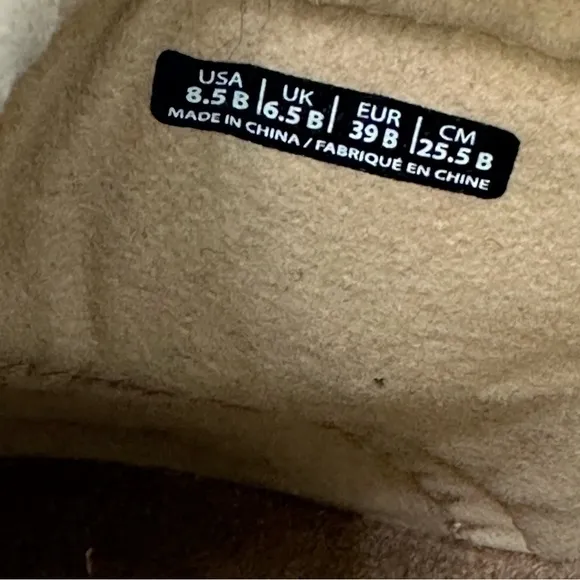 USA | UK | EUR | CM
8.5 B | 6.5 B | 39 B | 25.5 B
MADE IN CHINA / FABRIQUÉ EN CHINE